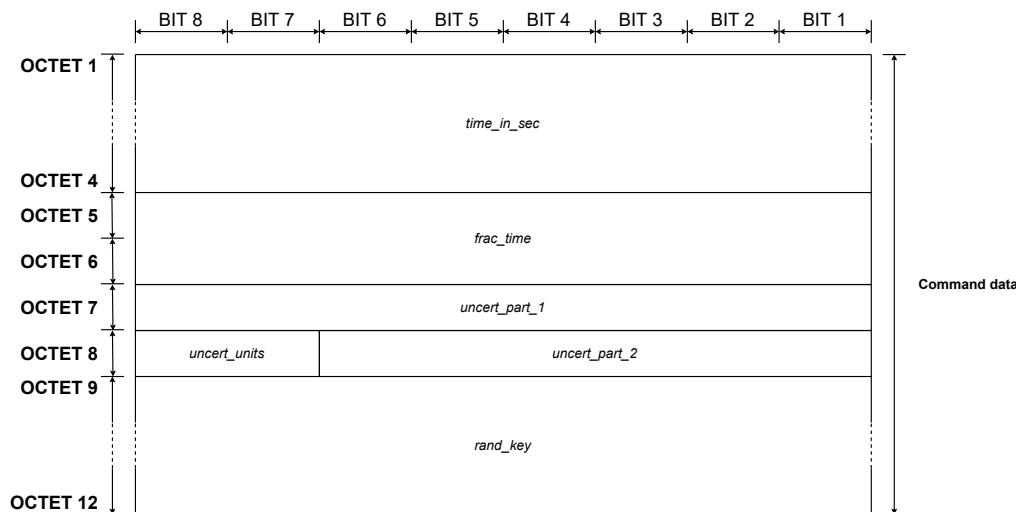 BIT 8 BIT 7 BIT 6 BIT 5 BIT 4 BIT 3 BIT 2 BIT 1
OCTET 1
time_in_sec
OCTET 4
OCTET 5
frac_time
OCTET 6
Command data
OCTET 7 uncert_part_1
OCTET 8 uncert_units uncert_part_2
OCTET 9
rand_key
OCTET 12